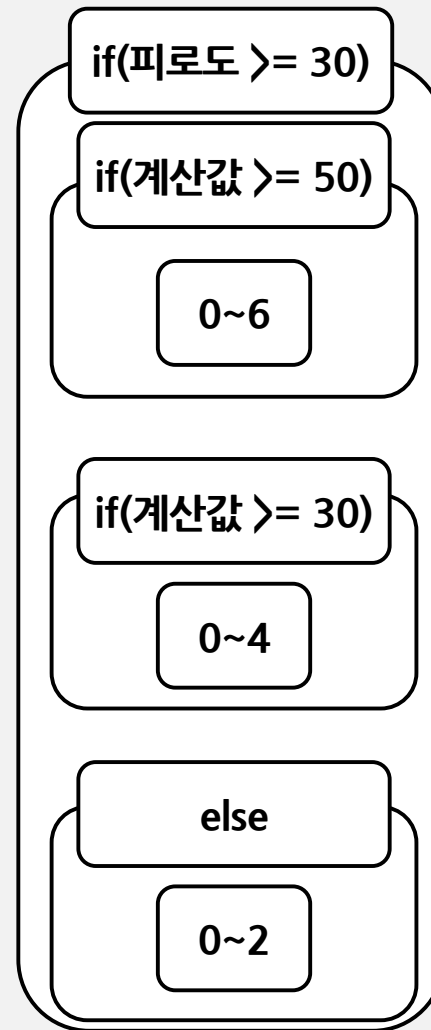 if(피로도 >= 30)
if(계산값 >= 50)
0~6
if(계산값 >= 30)
0~4
else
0~2